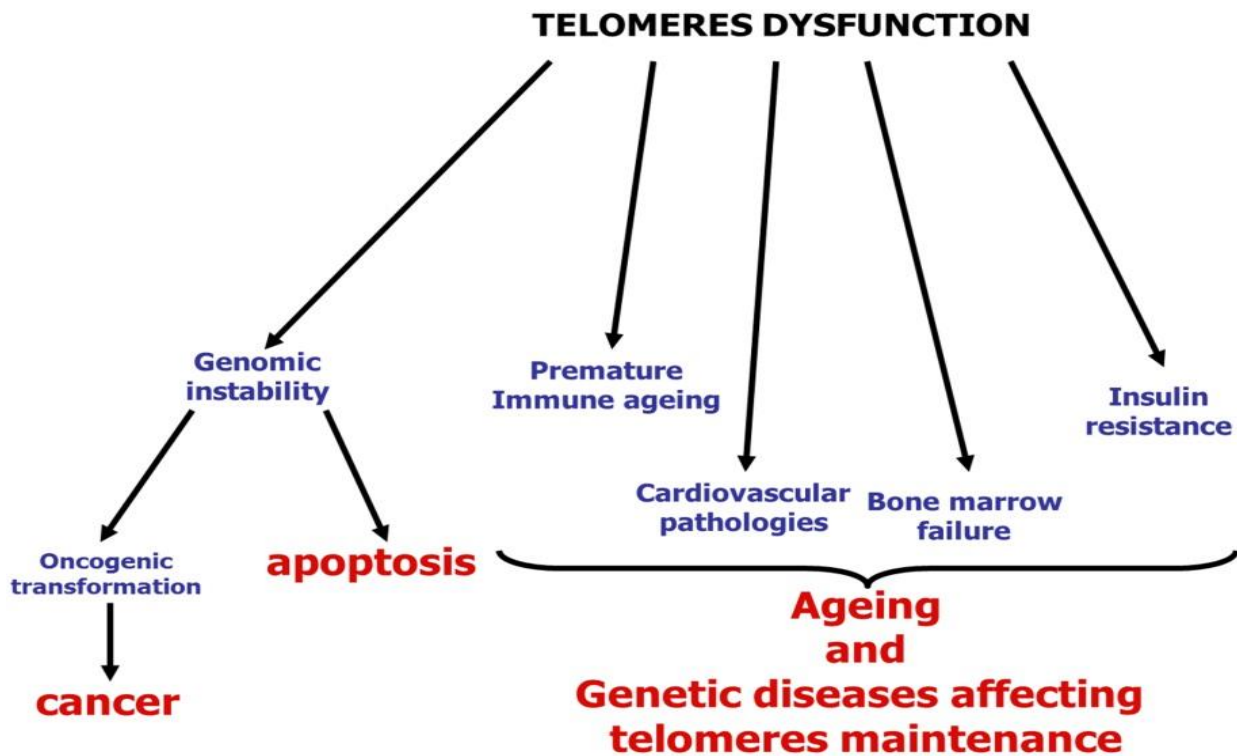 TELOMERES DYSFUNCTION
Genomic
instability
Premature
Immune ageing
Insulin
resistance
Cardiovascular
pathologies
Bone marrow
failure
Oncogenic
transformation
apoptosis
cancer
Ageing
and
Genetic diseases affecting
telomeres maintenance